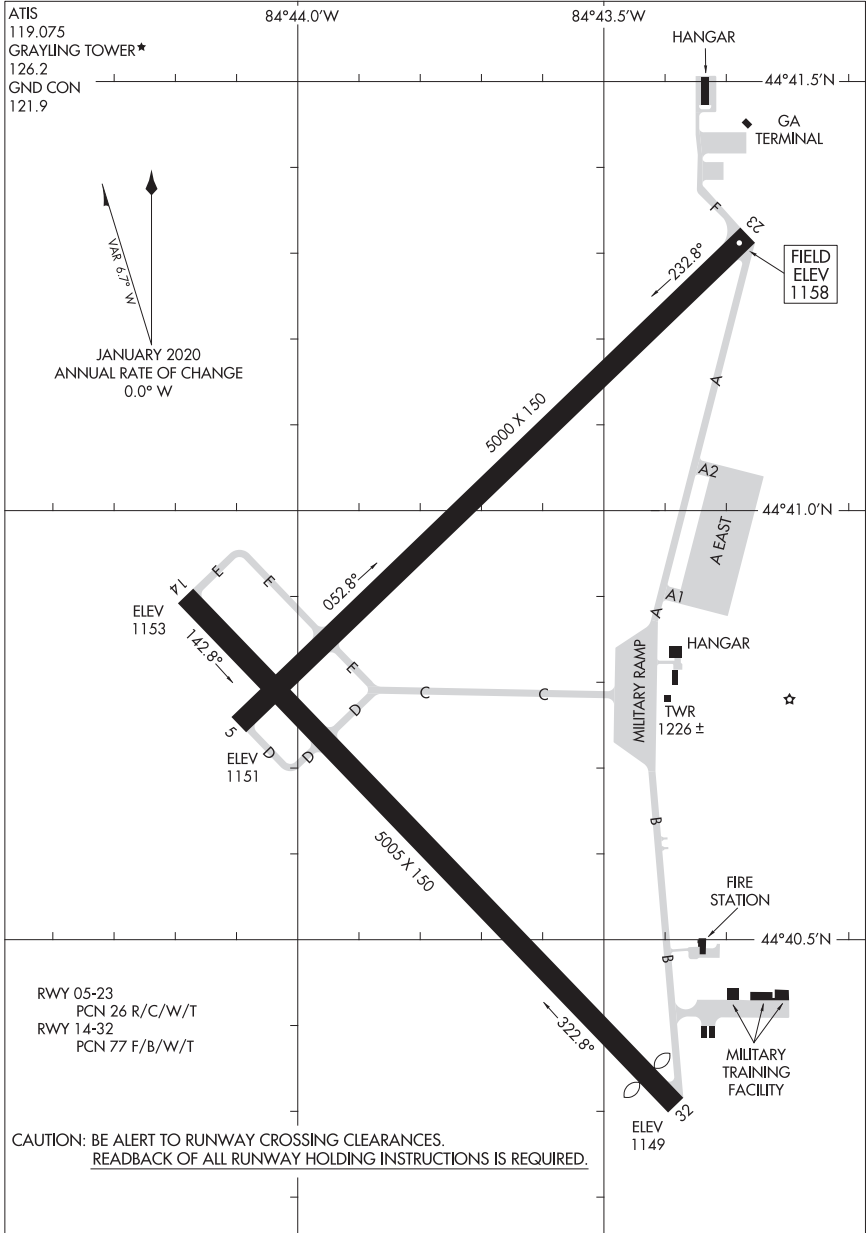 ATIS
119.075
GRAYLING TOWER★
126.2
GND CON
121.9
84°44.0'W
84°43.5'W
HANGAR
44°41.5'N
GA
TERMINAL
F
23
FIELD
ELEV
1158
232.8°
VAR 6.7° W
JANUARY 2020
ANNUAL RATE OF CHANGE
0.0° W
A
5000 X 150
A2
44°41.0'N
A EAST
A1
A
14
E
E
E
ELEV
1153
142.8°
052.8°
HANGAR
MILITARY RAMP
C
C
TWR
1226 ±
D
D
D
5
ELEV
1151
5005 X 150
B
FIRE
STATION
44°40.5'N
B
RWY 05-23
PCN 26 R/C/W/T
RWY 14-32
PCN 77 F/B/W/T
322.8°
MILITARY
TRAINING
FACILITY
32
ELEV
1149
CAUTION: BE ALERT TO RUNWAY CROSSING CLEARANCES.
READBACK OF ALL RUNWAY HOLDING INSTRUCTIONS IS REQUIRED.